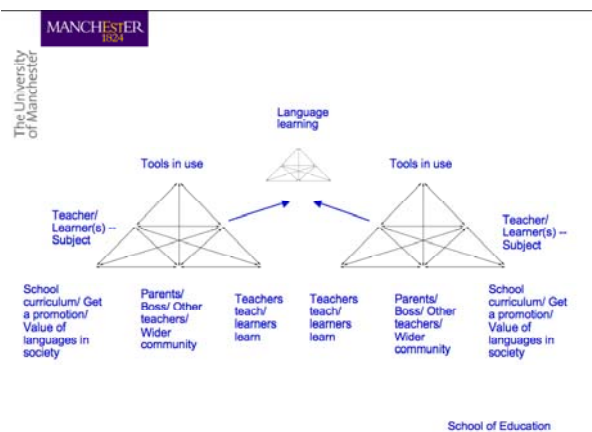 MANCHESTER
1824
The University
of Manchester
Language
learning
Tools in use
Tools in use
Teacher/
Learner(s) --
Subject
Teacher/
Learner(s) --
Subject
School
curriculum/ Get
a promotion/
Value of
languages in
society
Parents/
Boss/ Other
teachers/
Wider
community
Teachers
teach/
learners
learn
Teachers
teach/
learners
learn
Parents/
Boss/ Other
teachers/
Wider
community
School
curriculum/ Get
a promotion/
Value of
languages in
society
School of Education